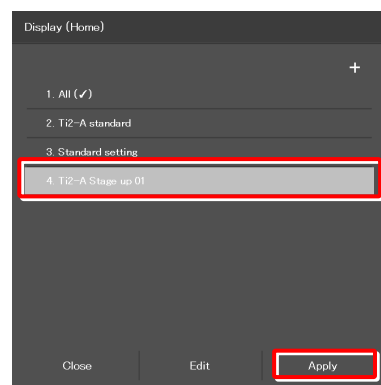 Display (Home)
+
1. All (✓)
2. Ti2-A standard
3. Standard setting
4. Ti2-A Stage up 01
Close Edit Apply